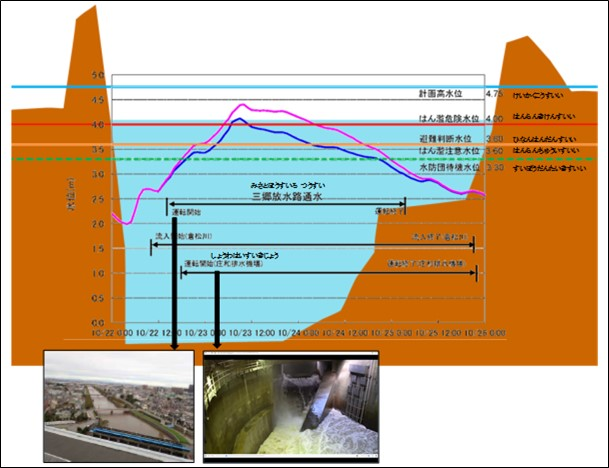 5.0
4.5
4.0
3.5
3.0
2.5
2.0
1.5
1.0
0.5
0.0
水位(m)
計画高水位 4.75 けいかくこうすいい
はん濫危険水位 4.00 はんらんきけんすいい
避難判断水位 3.60 ひなんはんだんすいい
はん濫注意水位 3.60 はんらんちゅういすいい
水防団待機水位 3.30 すいぼうだんたいきすいい
みさとほうすいろ つうすい
三郷放水路通水
運転開始 運転終了
流入開始(倉松川) 流入終了(倉松川)
しょうわはいすいきじょう
運転開始(庄和排水機場) 運転終了(庄和排水機場)
10/22 0:00 10/22 12:00 10/23 0:00 10/23 12:00 10/24 0:00 10/24 12:00 10/25 0:00 10/25 12:00 10/26 0:00